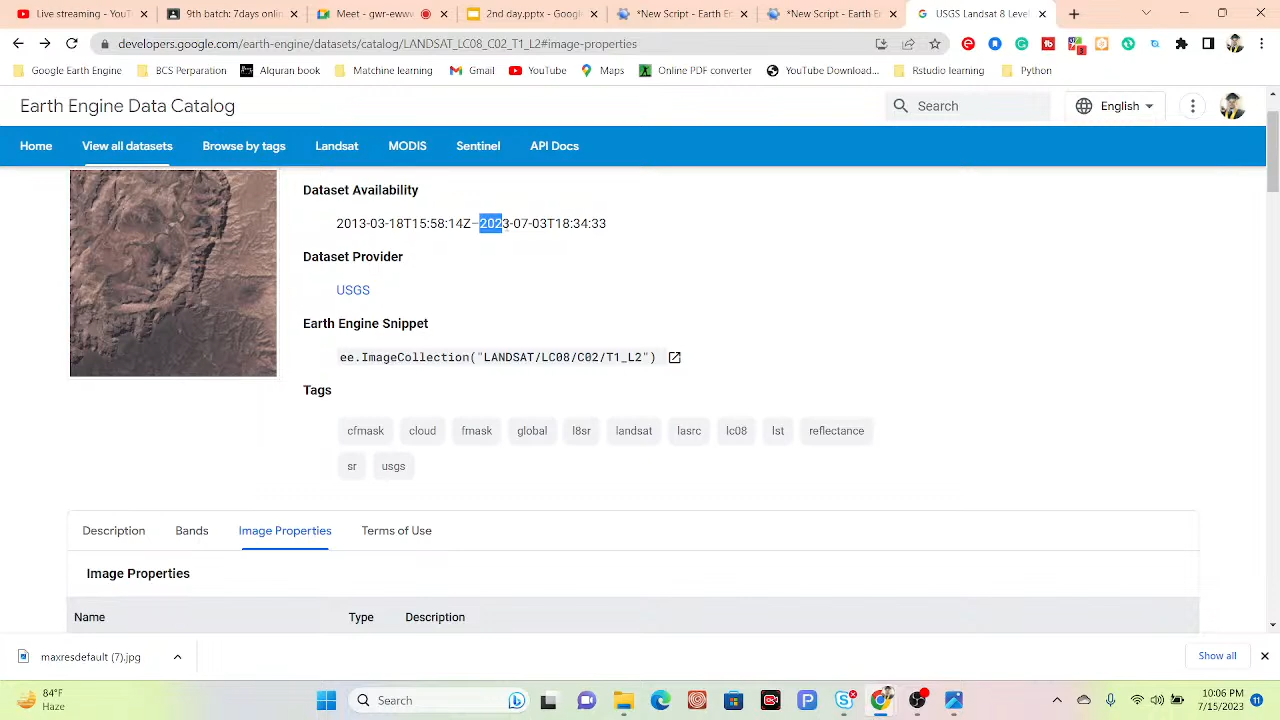 Live streaming - YouT
9th batch: 7days onlin
Meet - gwr-eewv
2nd day.pptx - Google
*New Script - Earth Er
*New Script - Earth E
USGS Landsat 8 Level
developers.google.com/earth-engine/datasets/catalog/LANDSAT_LC08_C02_T1_L2#image-properties
Google Earth Engine
BCS Preparation
Alquran book
Matchine learning
Gmail
YouTube
Maps
Online PDF converter
YouTube Download...
Rstudio learning
Python
Earth Engine Data Catalog
Search
English
Home
View all datasets
Browse by tags
Landsat
MODIS
Sentinel
API Docs
Dataset Availability
2013-03-18T15:58:14Z–2023-07-03T18:34:33
Dataset Provider
USGS
Earth Engine Snippet
ee.ImageCollection("LANDSAT/LC08/C02/T1_L2")
Tags
cfmask
cloud
fmask
global
l8sr
landsat
lasrc
lc08
lst
reflectance
sr
usgs
Description
Bands
Image Properties
Terms of Use
Image Properties
Name
Type
Description
maxresdefault (7).jpg
Show all
84°F
Haze
Search
10:06 PM
7/15/2023
11